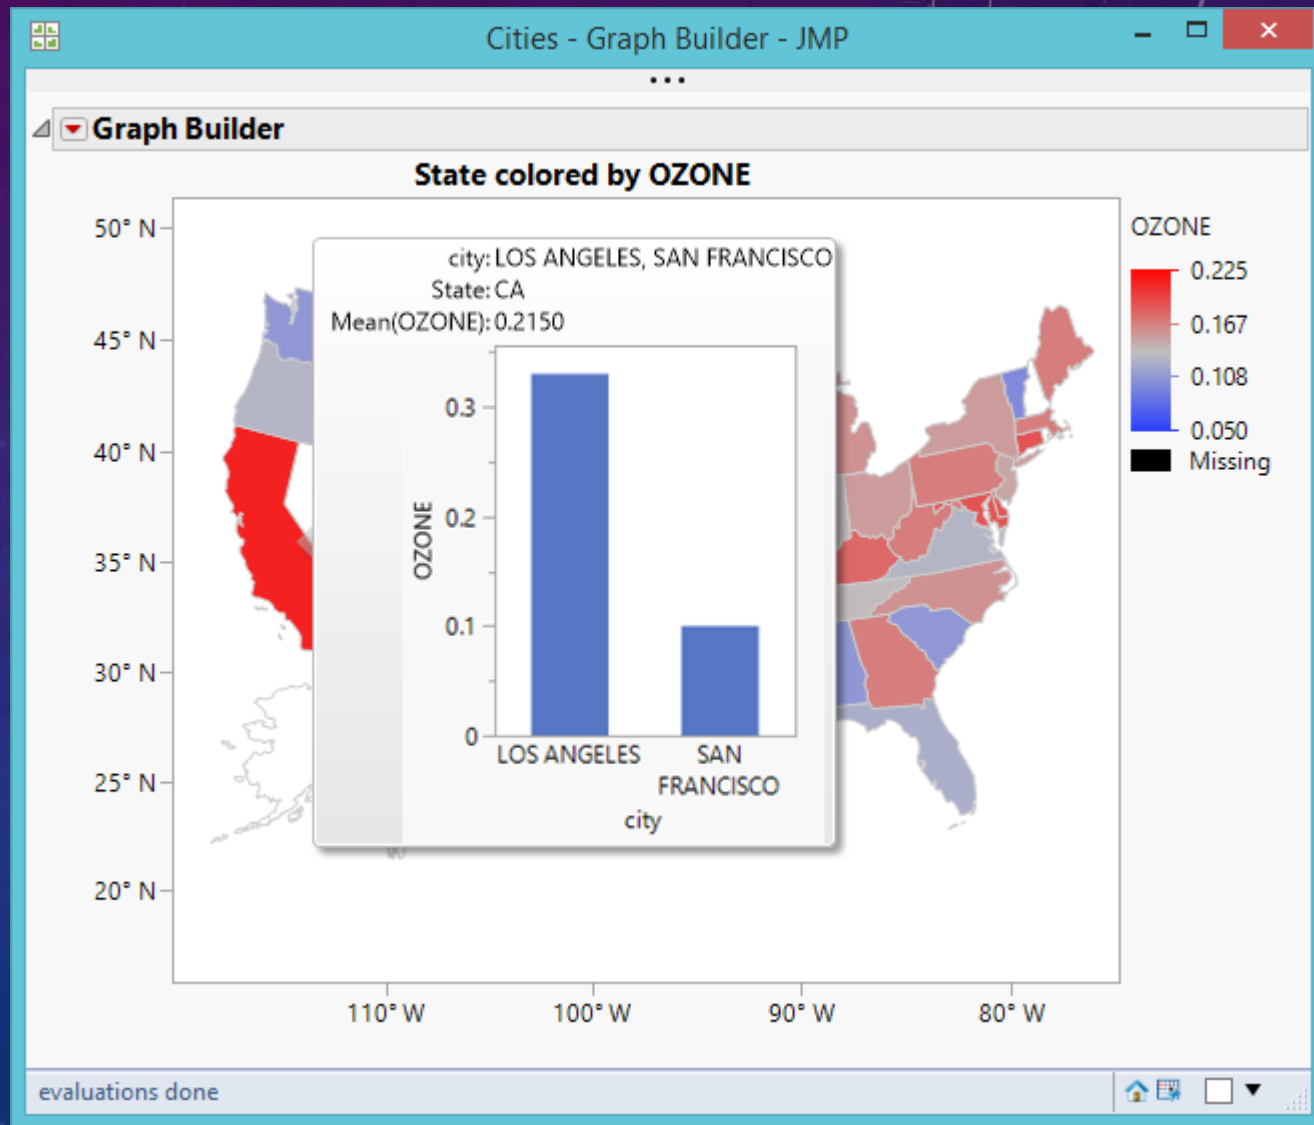 Cities - Graph Builder - JMP
Graph Builder
State colored by OZONE
50° N
45° N
40° N
35° N
30° N
25° N
20° N
110° W
100° W
90° W
80° W
city: LOS ANGELES, SAN FRANCISCO
State: CA
Mean(OZONE): 0.2150
OZONE
0.3
0.2
0.1
0
LOS ANGELES
SAN
FRANCISCO
city
OZONE
0.225
0.167
0.108
0.050
Missing
evaluations done